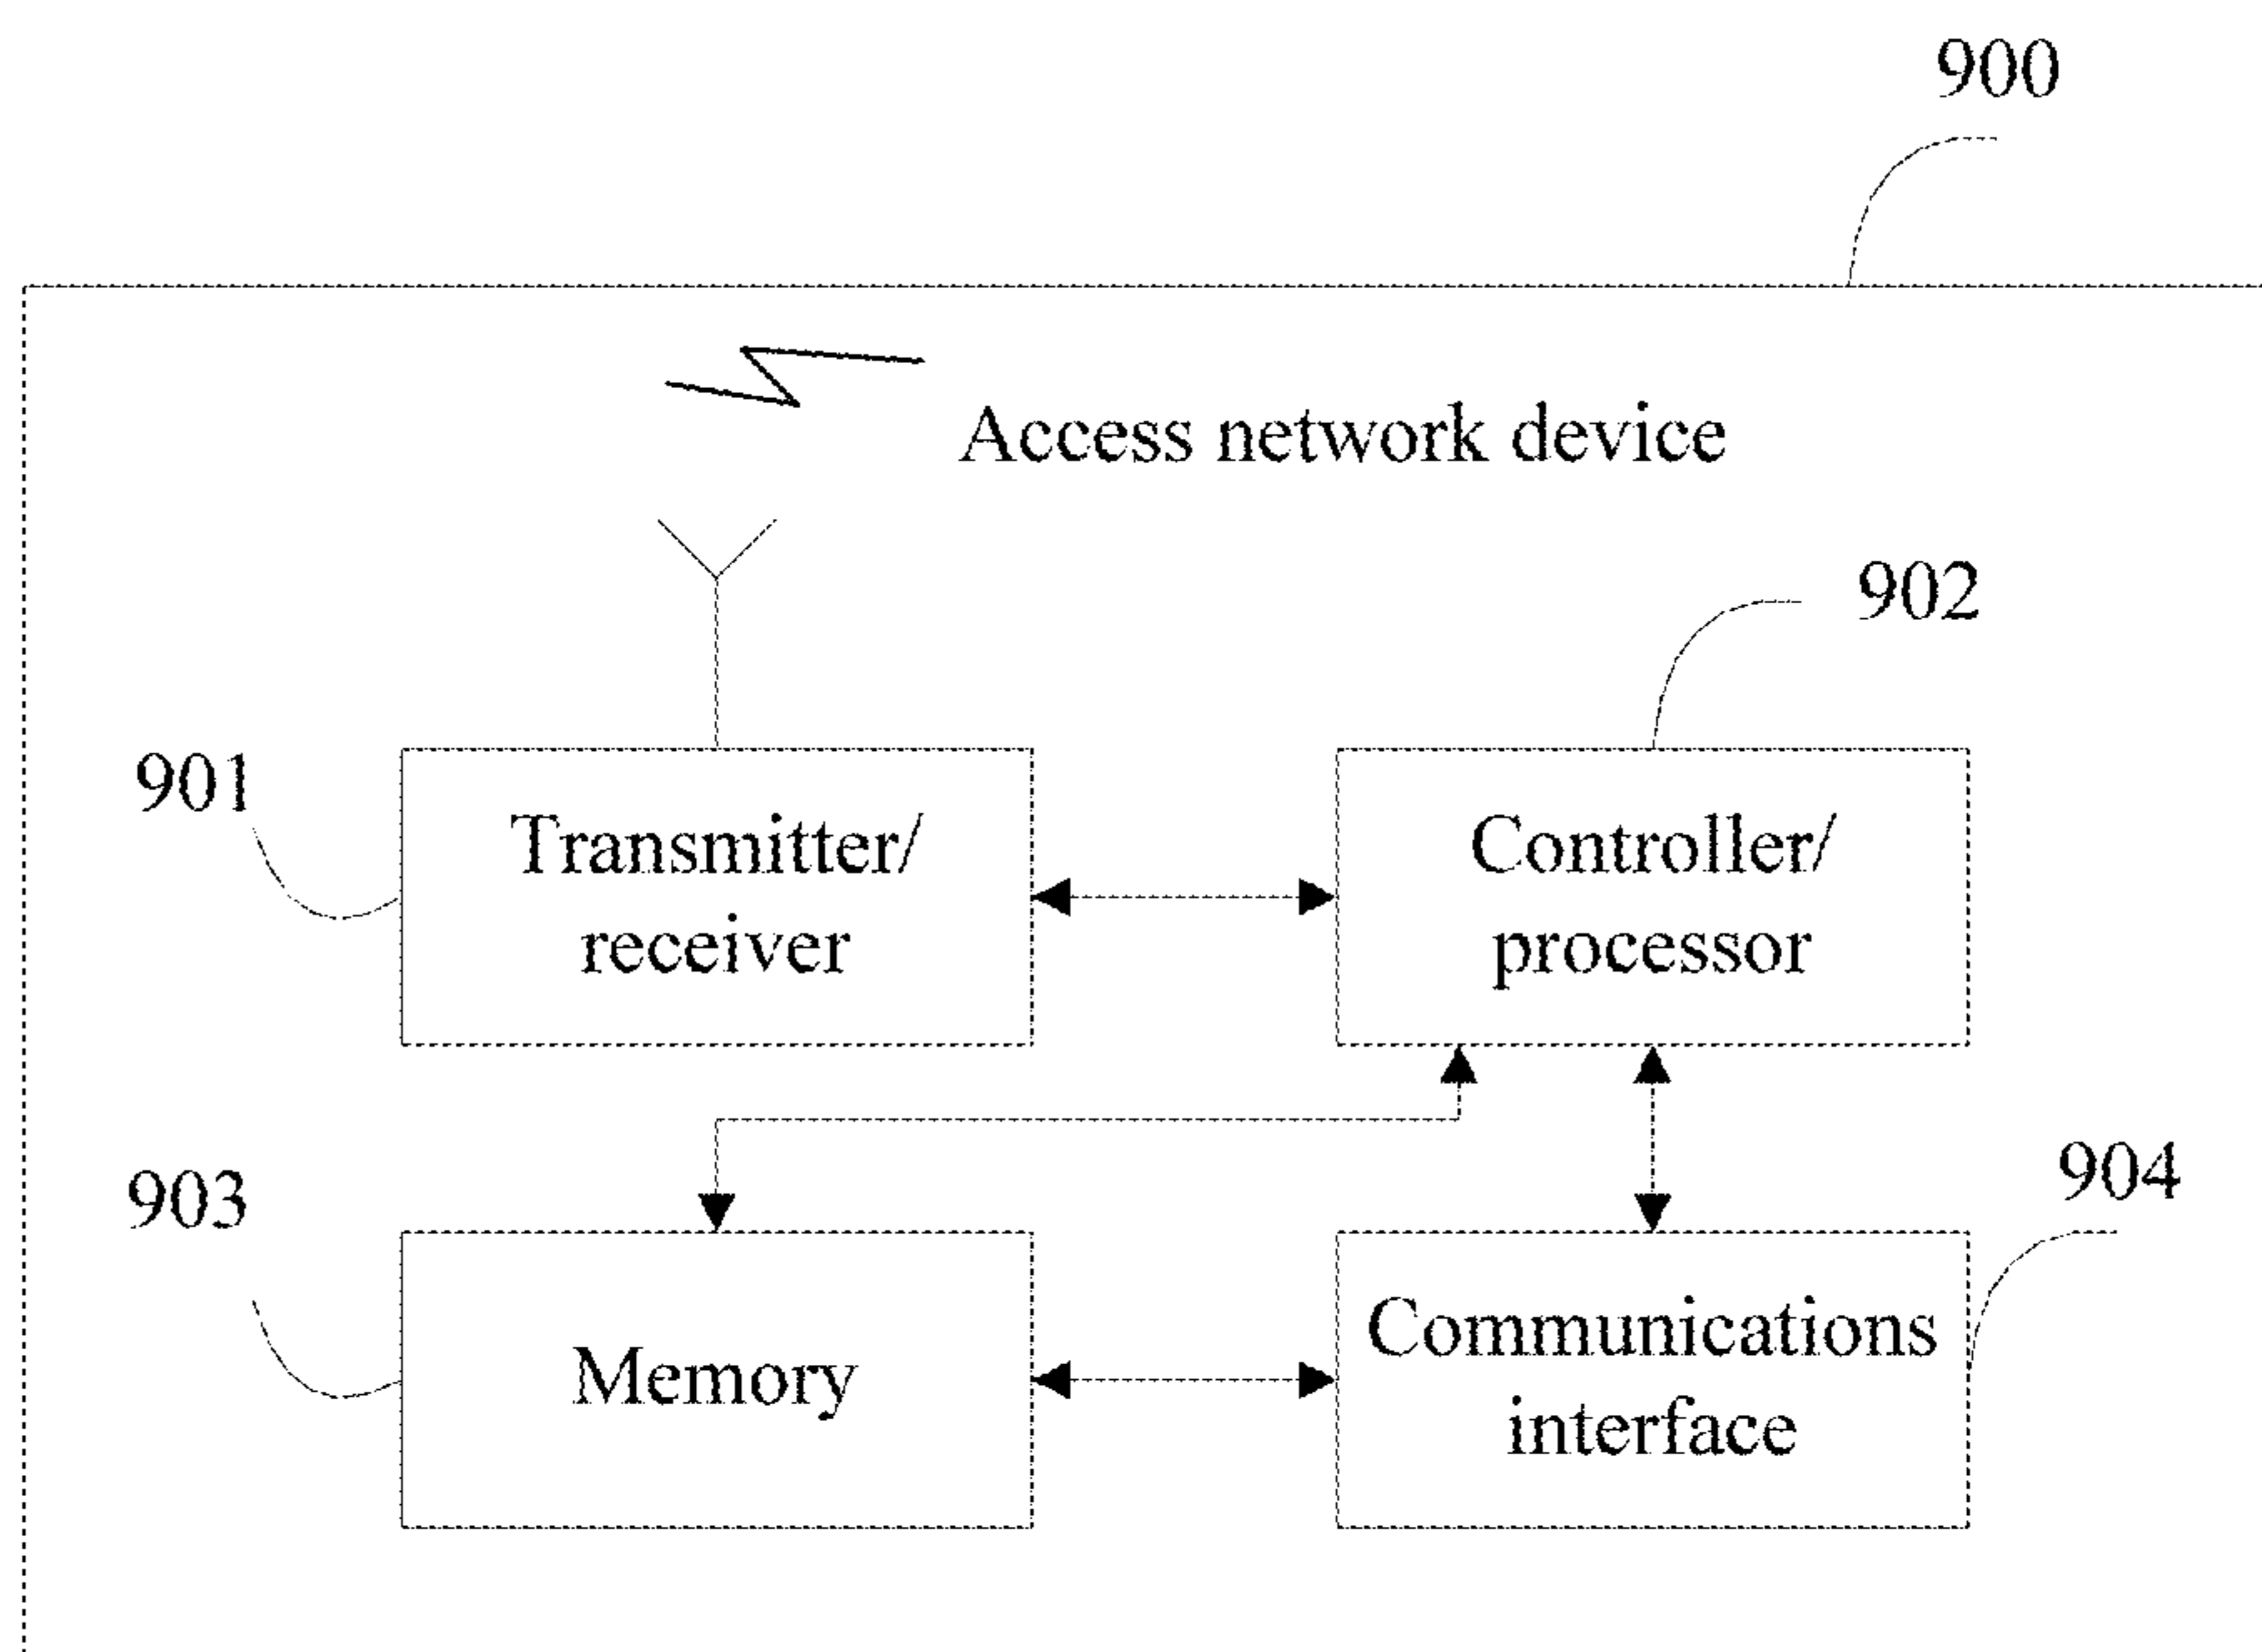 900
Access network device
902
901
Transmitter/
receiver
Controller/
processor
903
904
Memory
Communications
interface